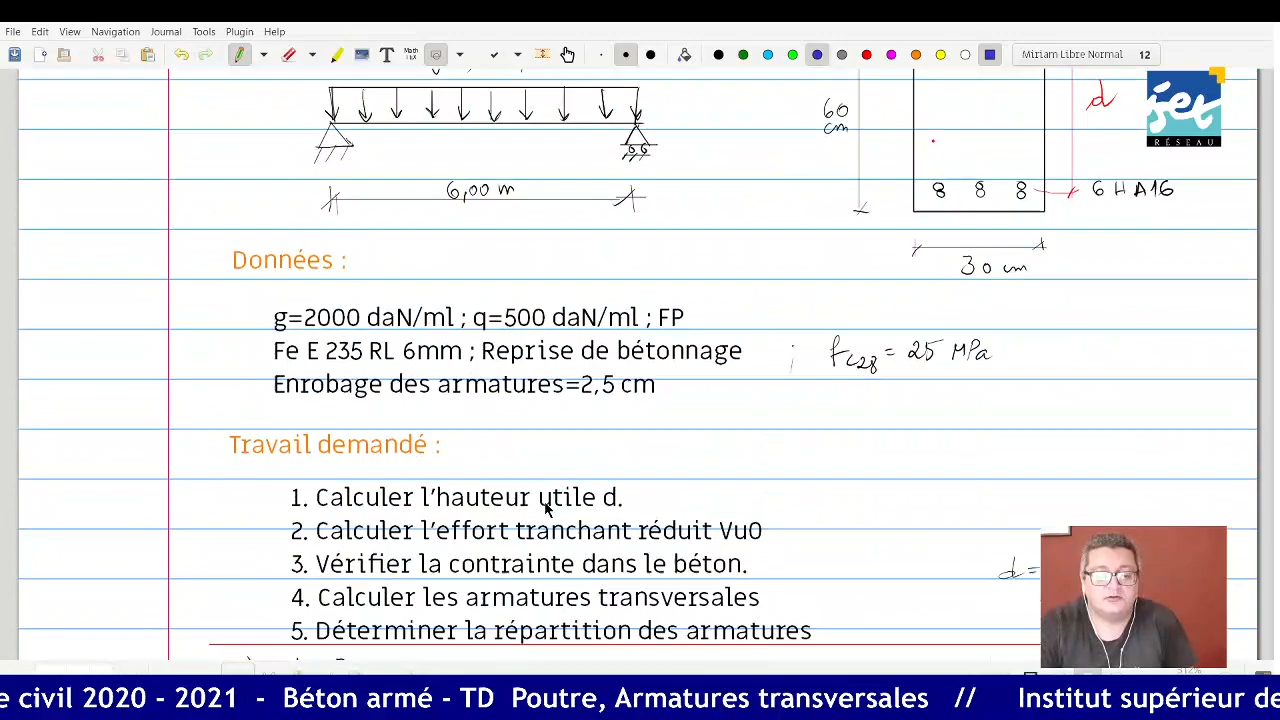 File Edit View Navigation Journal Tools Plugin Help
Miriam Libre Normal 12
60 cm
d
6 HA16
6,00 m
30 cm
jet
RÉSEAU
Données :
g=2000 daN/ml ; q=500 daN/ml ; FP
Fe E 235 RL 6mm ; Reprise de bétonnage ; fc28 = 25 MPa
Enrobage des armatures=2,5 cm
Travail demandé :
1. Calculer l'hauteur utile d.
2. Calculer l'effort tranchant réduit Vu0
3. Vérifier la contrainte dans le béton.
d=
4. Calculer les armatures transversales
5. Déterminer la répartition des armatures
e civil 2020 - 2021 - Béton armé - TD Poutre, Armatures transversales // Institut supérieur de